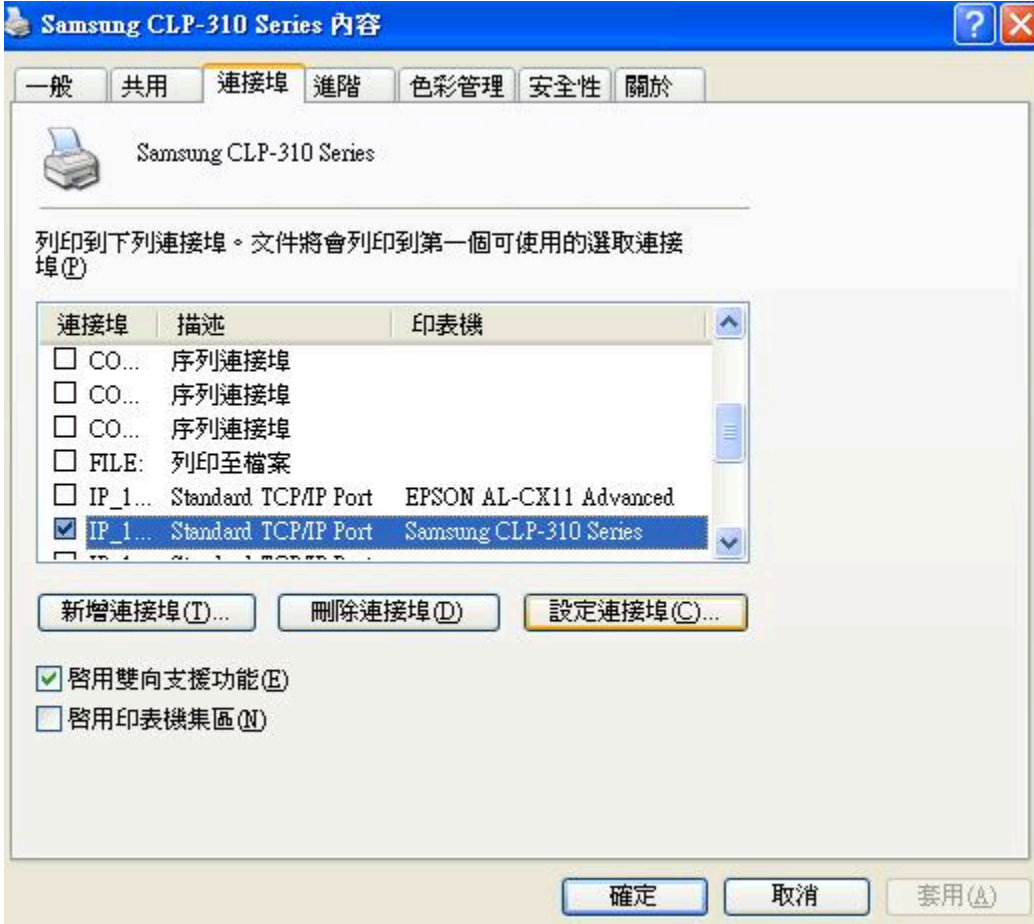 Samsung CLP-310 Series 內容
一般 共用 連接埠 進階 色彩管理 安全性 關於
Samsung CLP-310 Series
列印到下列連接埠。文件將會列印到第一個可使用的選取連接
埠(P)
連接埠 描述 印表機
CO... 序列連接埠
CO... 序列連接埠
CO... 序列連接埠
FILE: 列印至檔案
IP_1... Standard TCP/IP Port EPSON AL-CX11 Advanced
IP_1... Standard TCP/IP Port Samsung CLP-310 Series
新增連接埠(T)... 刪除連接埠(D) 設定連接埠(C)...
啓用雙向支援功能(E)
啓用印表機集區(N)
確定 取消 套用(A)